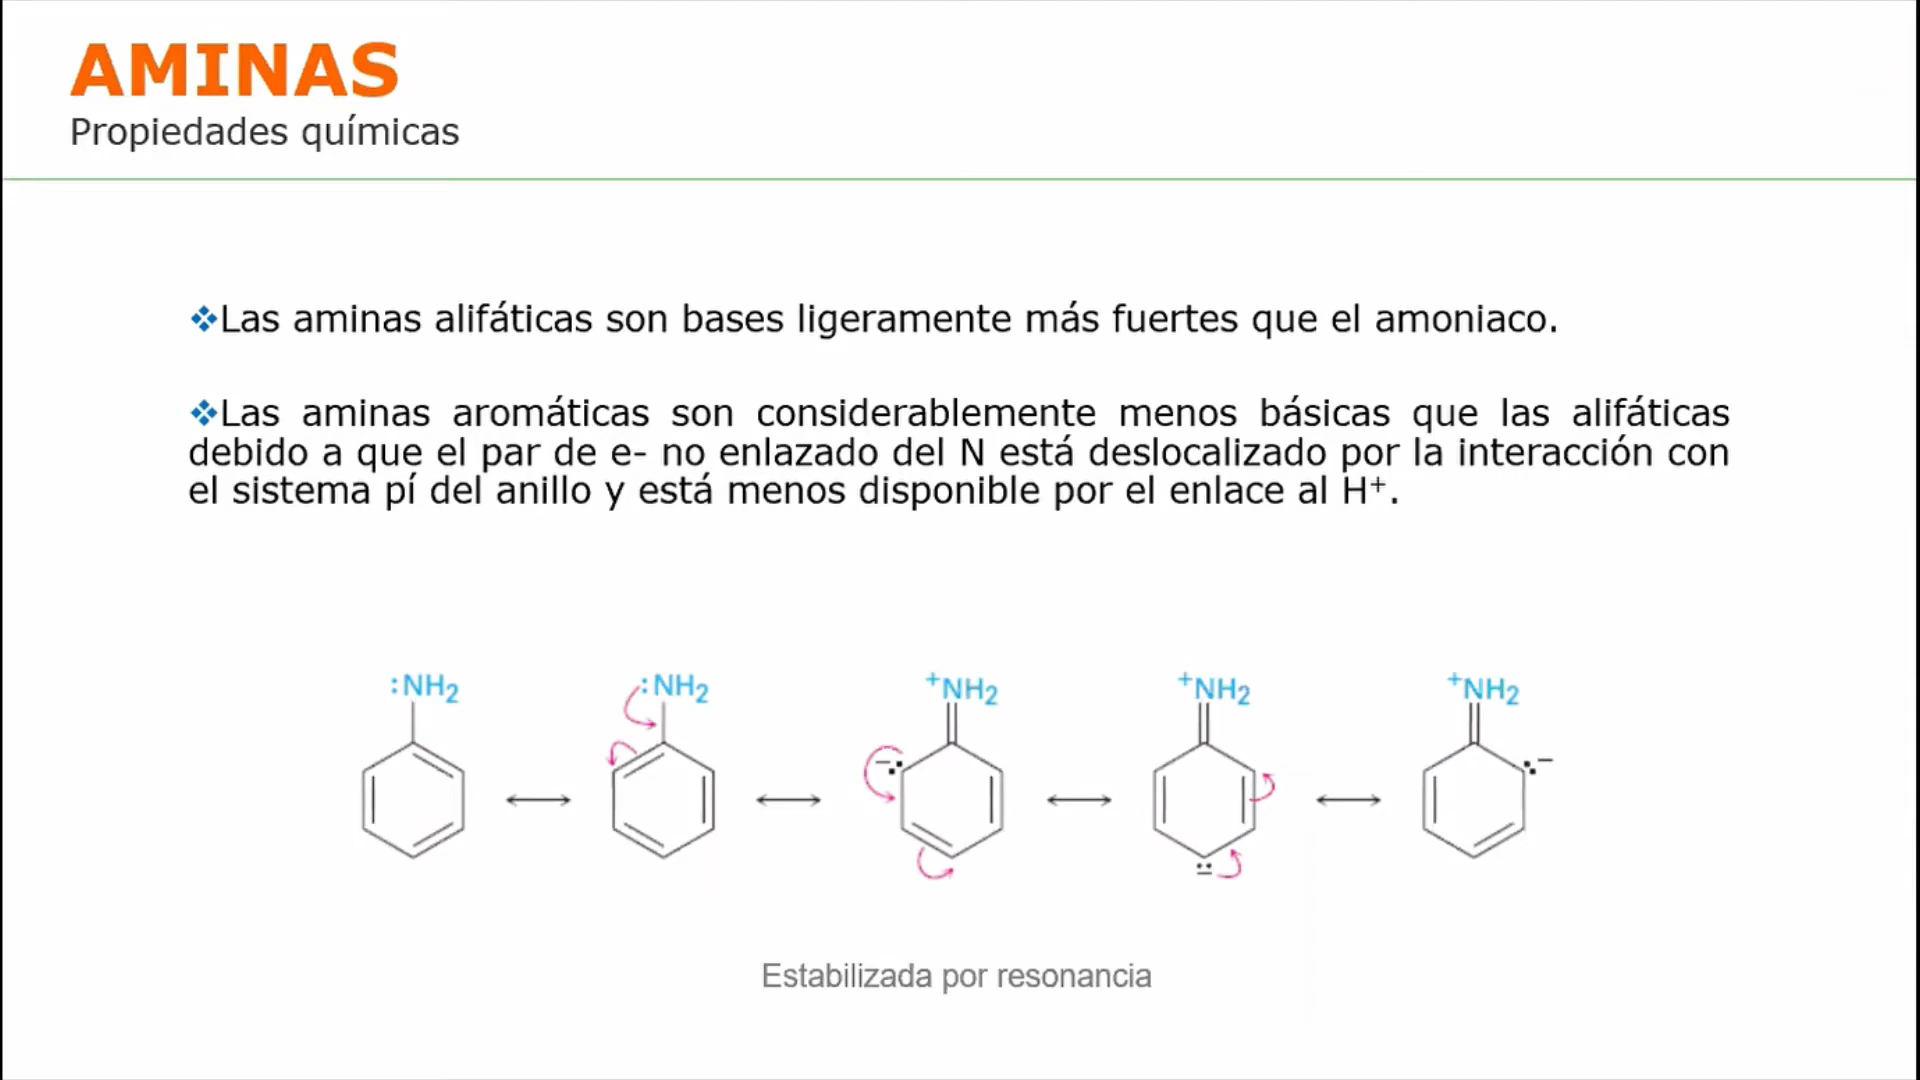 AMINAS
Propiedades químicas
❖Las aminas alifáticas son bases ligeramente más fuertes que el amoniaco.
❖Las aminas aromáticas son considerablemente menos básicas que las alifáticas
debido a que el par de e- no enlazado del N está deslocalizado por la interacción con
el sistema pí del anillo y está menos disponible por el enlace al H⁺.
:NH₂ :NH₂ ⁺NH₂ ⁺NH₂ ⁺NH₂
Estabilizada por resonancia